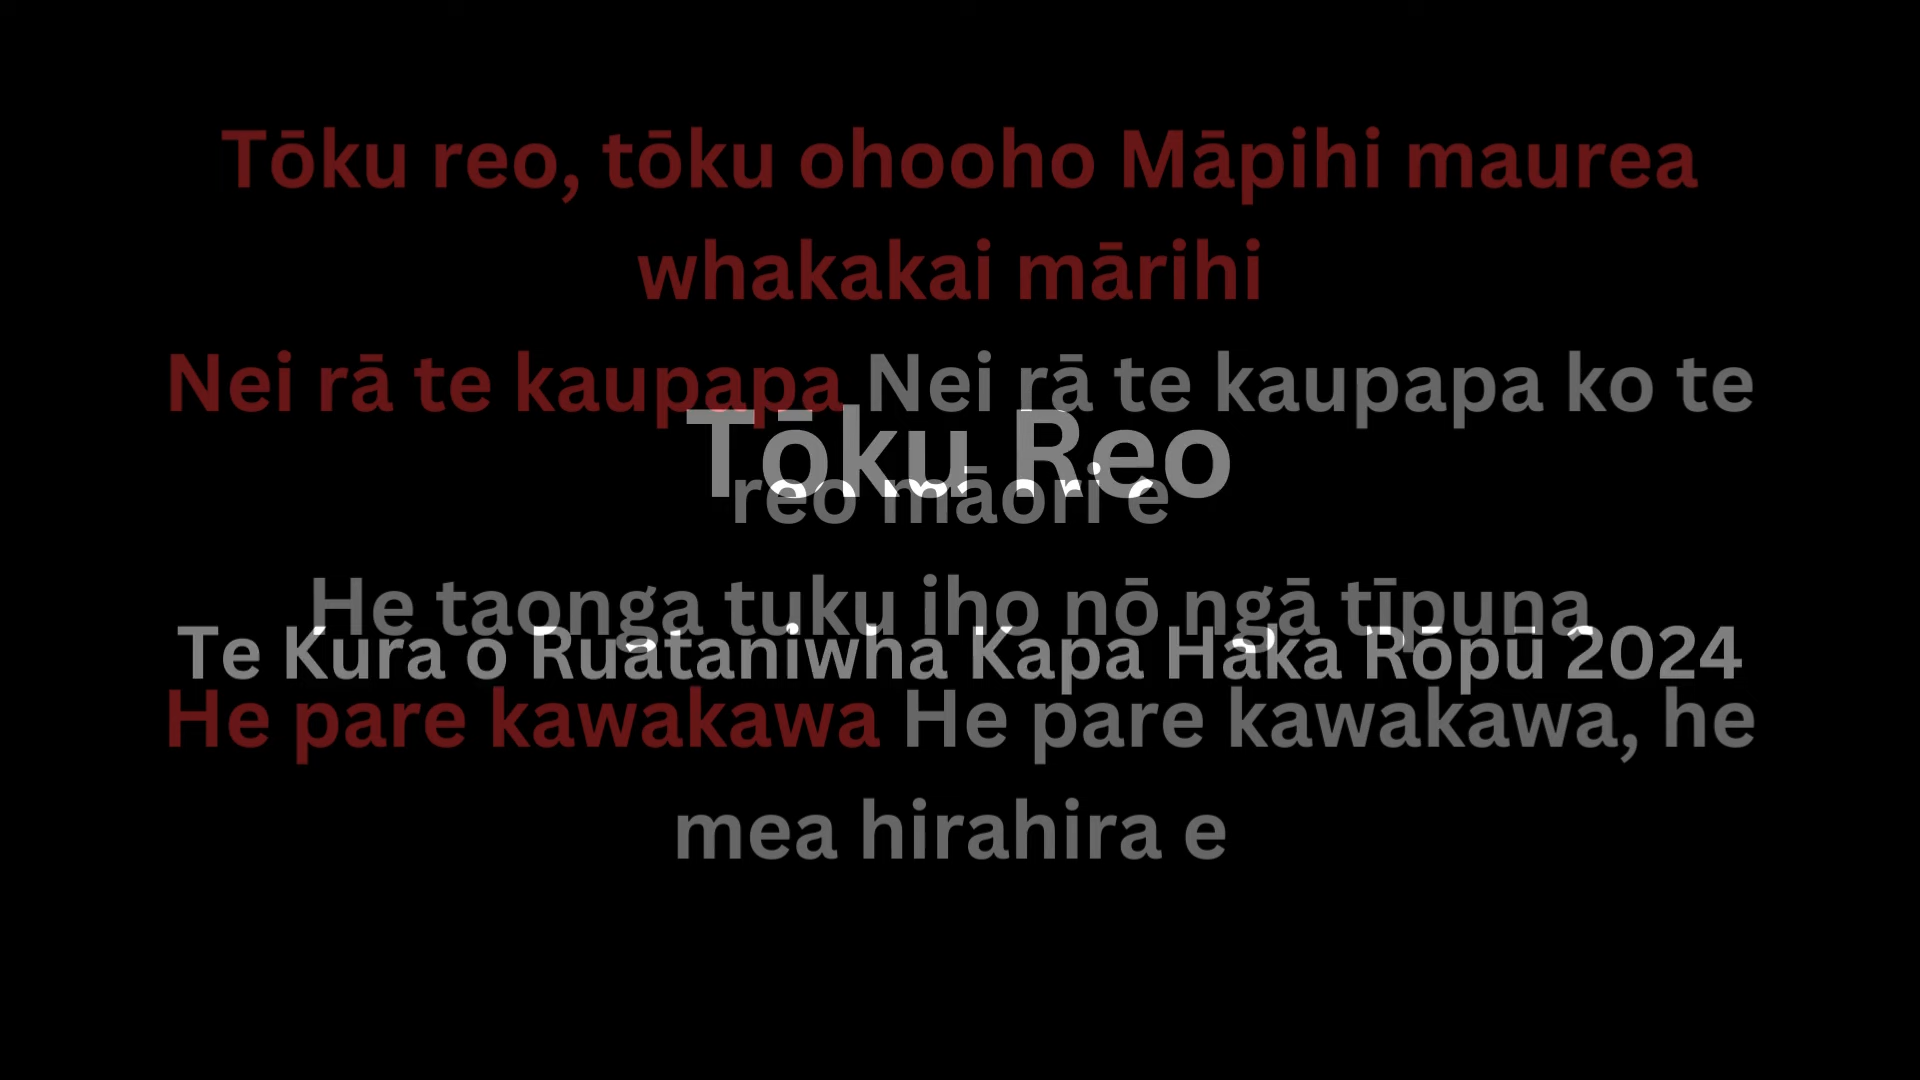 Tōku reo, tōku ohooho Māpihi maurea
whakakai mārihi
Nei rā te kaupapa Nei rā te kaupapa ko te
Tōku Reo
reo māori e
He taonga tuku iho nō ngā tīpuna
Te Kura o Ruataniwha Kapa Haka Rōpū 2024
He pare kawakawa He pare kawakawa, he
mea hirahira e